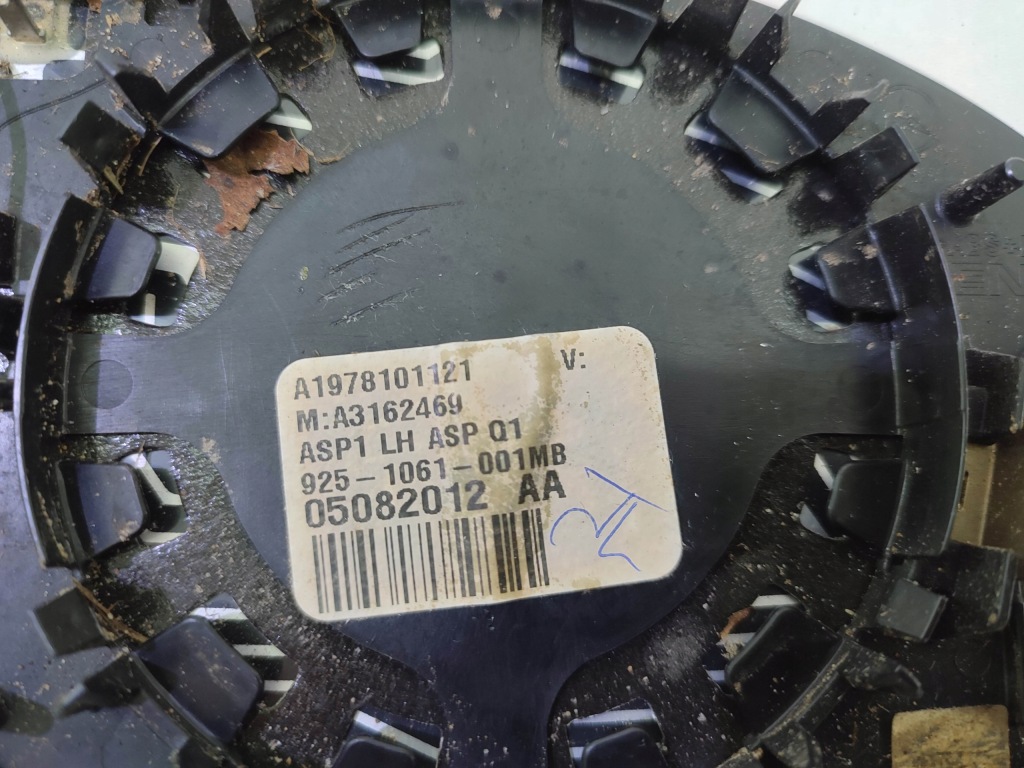 A1978101121 V:
M:A3162469
ASP1 LH ASP Q1
925-1061-001MB
05082012 AA